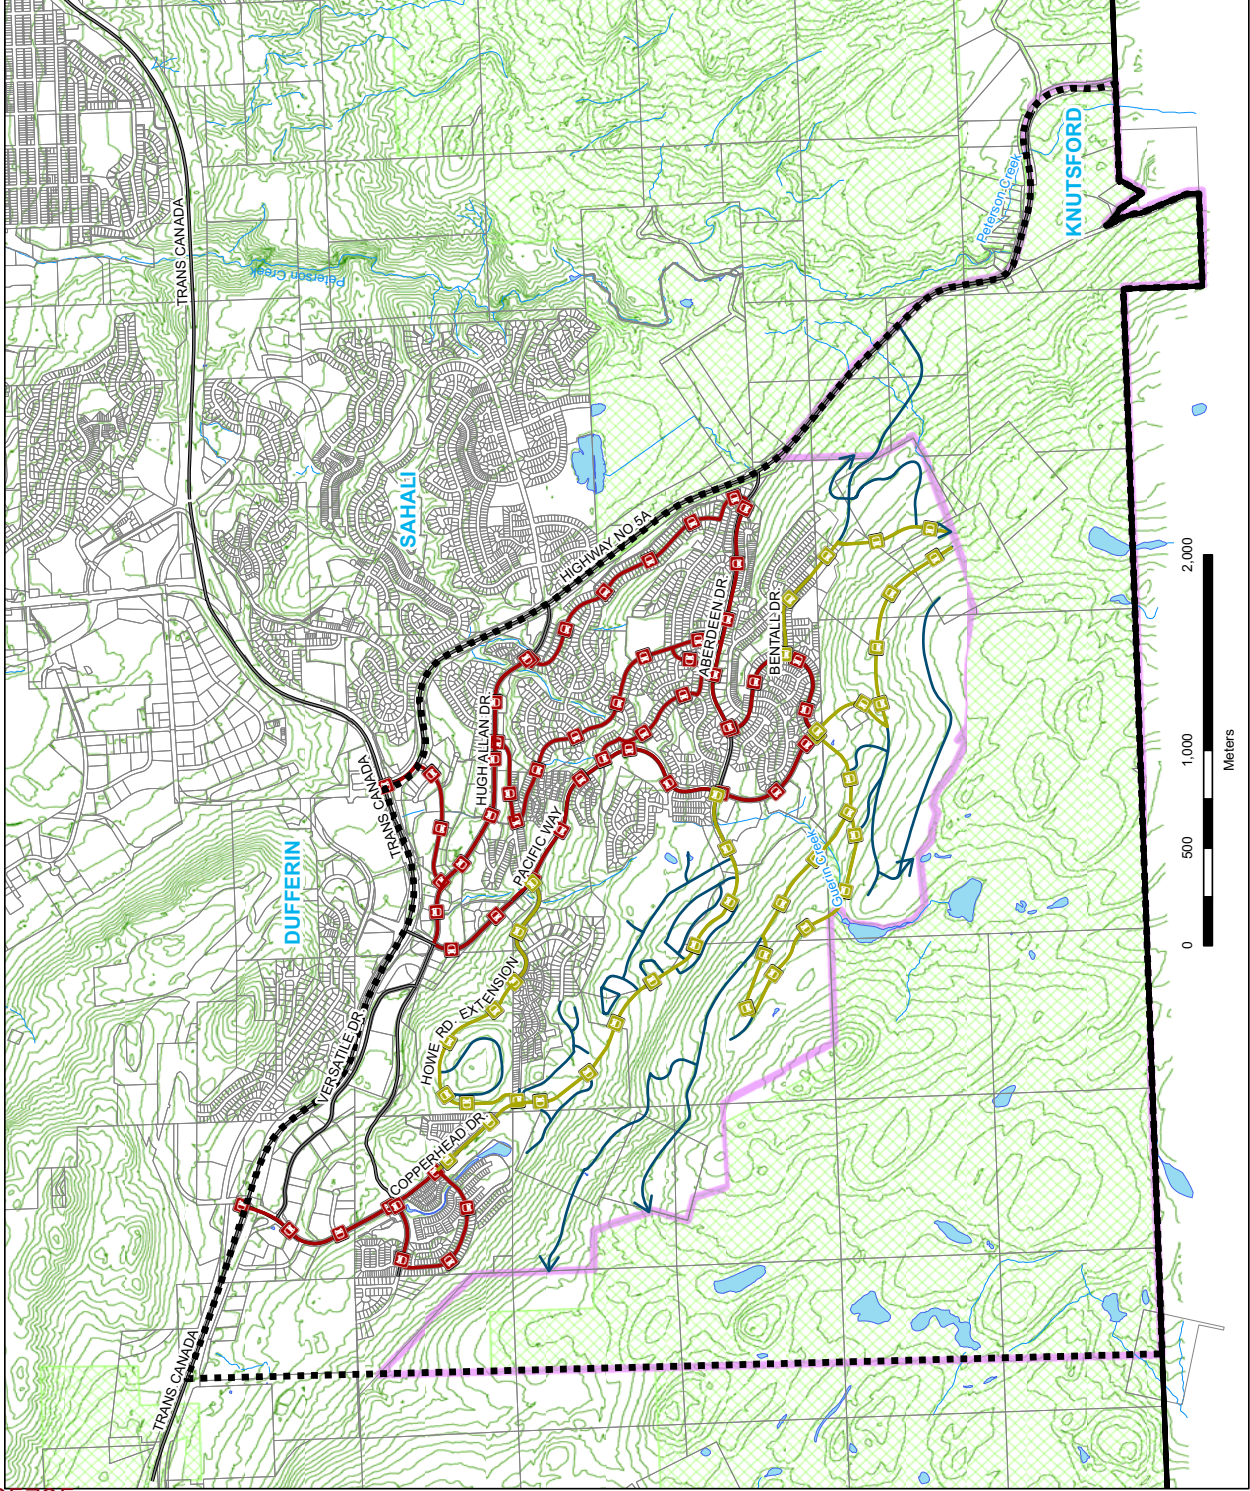 TRANS CANADA
Peterson Creek
SAHALI
HIGHWAY NO 5A
Peterson Creek
KNUTSFORD
TRANS CANADA
HUGH ALLAN DR.
ABERDEEN DR.
BENTALL DR.
DUFFERIN
PACIFIC WAY
Guerin Creek
VERSATILE DR.
HOWE RD. EXTENSION
COPPERHEAD DR.
TRANS CANADA
0 500 1,000 2,000
Meters